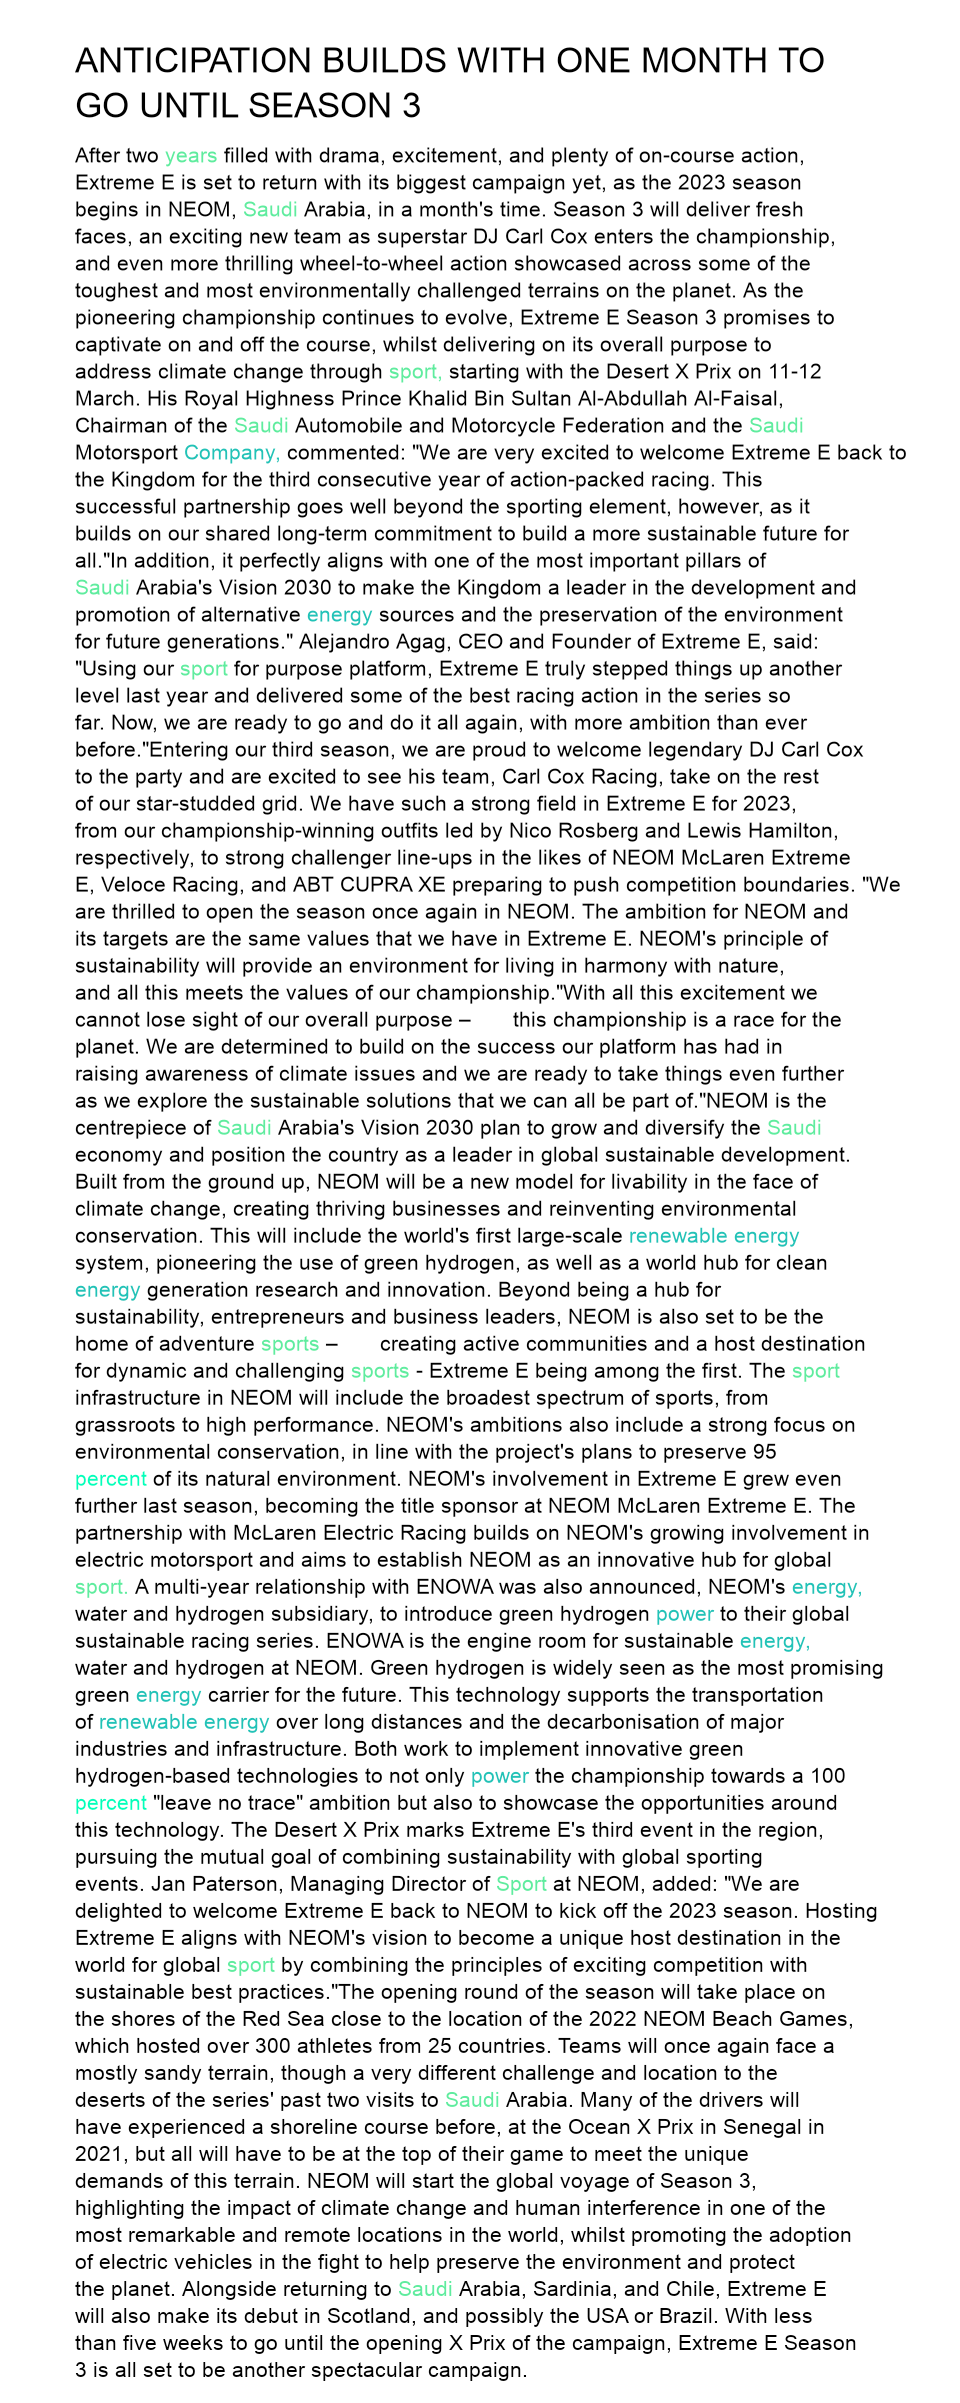 ANTICIPATION BUILDS WITH ONE MONTH TO
GO UNTIL SEASON 3
After two years filled with drama, excitement, and plenty of on-course action,
Extreme E is set to return with its biggest campaign yet, as the 2023 season
begins in NEOM, Saudi Arabia, in a month's time. Season 3 will deliver fresh
faces, an exciting new team as superstar DJ Carl Cox enters the championship,
and even more thrilling wheel-to-wheel action showcased across some of the
toughest and most environmentally challenged terrains on the planet. As the
pioneering championship continues to evolve, Extreme E Season 3 promises to
captivate on and off the course, whilst delivering on its overall purpose to
address climate change through sport, starting with the Desert X Prix on 11-12
March. His Royal Highness Prince Khalid Bin Sultan Al-Abdullah Al-Faisal,
Chairman of the Saudi Automobile and Motorcycle Federation and the Saudi
Motorsport Company, commented: "We are very excited to welcome Extreme E back to
the Kingdom for the third consecutive year of action-packed racing. This
successful partnership goes well beyond the sporting element, however, as it
builds on our shared long-term commitment to build a more sustainable future for
all."In addition, it perfectly aligns with one of the most important pillars of
Saudi Arabia's Vision 2030 to make the Kingdom a leader in the development and
promotion of alternative energy sources and the preservation of the environment
for future generations." Alejandro Agag, CEO and Founder of Extreme E, said:
"Using our sport for purpose platform, Extreme E truly stepped things up another
level last year and delivered some of the best racing action in the series so
far. Now, we are ready to go and do it all again, with more ambition than ever
before."Entering our third season, we are proud to welcome legendary DJ Carl Cox
to the party and are excited to see his team, Carl Cox Racing, take on the rest
of our star-studded grid. We have such a strong field in Extreme E for 2023,
from our championship-winning outfits led by Nico Rosberg and Lewis Hamilton,
respectively, to strong challenger line-ups in the likes of NEOM McLaren Extreme
E, Veloce Racing, and ABT CUPRA XE preparing to push competition boundaries. "We
are thrilled to open the season once again in NEOM. The ambition for NEOM and
its targets are the same values that we have in Extreme E. NEOM's principle of
sustainability will provide an environment for living in harmony with nature,
and all this meets the values of our championship."With all this excitement we
cannot lose sight of our overall purpose – this championship is a race for the
planet. We are determined to build on the success our platform has had in
raising awareness of climate issues and we are ready to take things even further
as we explore the sustainable solutions that we can all be part of."NEOM is the
centrepiece of Saudi Arabia's Vision 2030 plan to grow and diversify the Saudi
economy and position the country as a leader in global sustainable development.
Built from the ground up, NEOM will be a new model for livability in the face of
climate change, creating thriving businesses and reinventing environmental
conservation. This will include the world's first large-scale renewable energy
system, pioneering the use of green hydrogen, as well as a world hub for clean
energy generation research and innovation. Beyond being a hub for
sustainability, entrepreneurs and business leaders, NEOM is also set to be the
home of adventure sports – creating active communities and a host destination
for dynamic and challenging sports - Extreme E being among the first. The sport
infrastructure in NEOM will include the broadest spectrum of sports, from
grassroots to high performance. NEOM's ambitions also include a strong focus on
environmental conservation, in line with the project's plans to preserve 95
percent of its natural environment. NEOM's involvement in Extreme E grew even
further last season, becoming the title sponsor at NEOM McLaren Extreme E. The
partnership with McLaren Electric Racing builds on NEOM's growing involvement in
electric motorsport and aims to establish NEOM as an innovative hub for global
sport. A multi-year relationship with ENOWA was also announced, NEOM's energy,
water and hydrogen subsidiary, to introduce green hydrogen power to their global
sustainable racing series. ENOWA is the engine room for sustainable energy,
water and hydrogen at NEOM. Green hydrogen is widely seen as the most promising
green energy carrier for the future. This technology supports the transportation
of renewable energy over long distances and the decarbonisation of major
industries and infrastructure. Both work to implement innovative green
hydrogen-based technologies to not only power the championship towards a 100
percent "leave no trace" ambition but also to showcase the opportunities around
this technology. The Desert X Prix marks Extreme E's third event in the region,
pursuing the mutual goal of combining sustainability with global sporting
events. Jan Paterson, Managing Director of Sport at NEOM, added: "We are
delighted to welcome Extreme E back to NEOM to kick off the 2023 season. Hosting
Extreme E aligns with NEOM's vision to become a unique host destination in the
world for global sport by combining the principles of exciting competition with
sustainable best practices."The opening round of the season will take place on
the shores of the Red Sea close to the location of the 2022 NEOM Beach Games,
which hosted over 300 athletes from 25 countries. Teams will once again face a
mostly sandy terrain, though a very different challenge and location to the
deserts of the series' past two visits to Saudi Arabia. Many of the drivers will
have experienced a shoreline course before, at the Ocean X Prix in Senegal in
2021, but all will have to be at the top of their game to meet the unique
demands of this terrain. NEOM will start the global voyage of Season 3,
highlighting the impact of climate change and human interference in one of the
most remarkable and remote locations in the world, whilst promoting the adoption
of electric vehicles in the fight to help preserve the environment and protect
the planet. Alongside returning to Saudi Arabia, Sardinia, and Chile, Extreme E
will also make its debut in Scotland, and possibly the USA or Brazil. With less
than five weeks to go until the opening X Prix of the campaign, Extreme E Season
3 is all set to be another spectacular campaign.